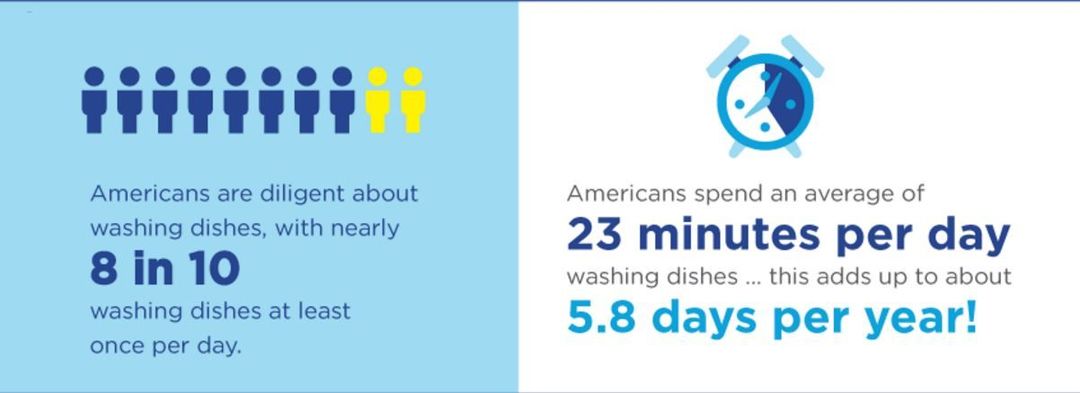 Americans are diligent about
washing dishes, with nearly
8 in 10
washing dishes at least
once per day.
Americans spend an average of
23 minutes per day
washing dishes ... this adds up to about
5.8 days per year!